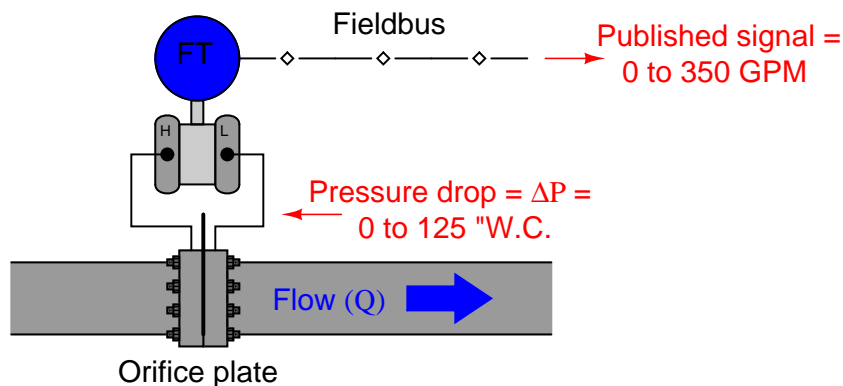 Fieldbus
FT
Published signal =
0 to 350 GPM
H
L
Pressure drop = ΔP =
0 to 125 "W.C.
Flow (Q)
Orifice plate